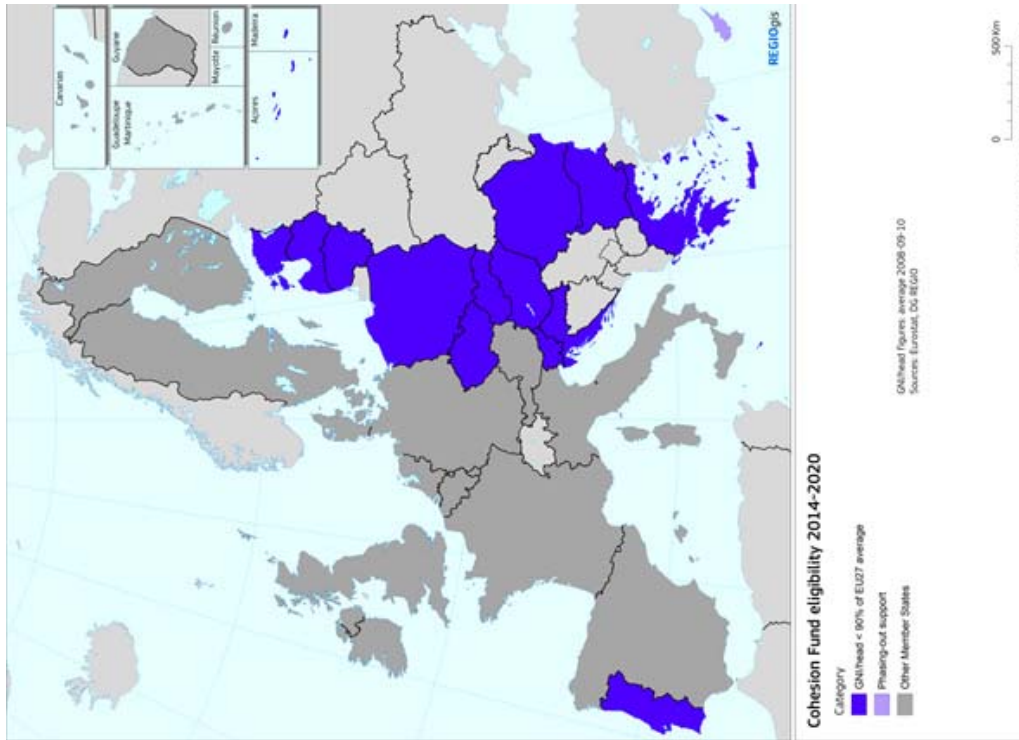 Canarias
Guadeloupe
Martinique
Guyane
Mayotte
Réunion
Açores
Madeira
REGIOgis
Cohesion Fund eligibility 2014-2020
Category
GNI/head < 90% of EU27 average
Phasing-out support
Other Member States
GNI/head figures: average 2008-09-10
Sources: Eurostat, DG REGIO
0
500 Km